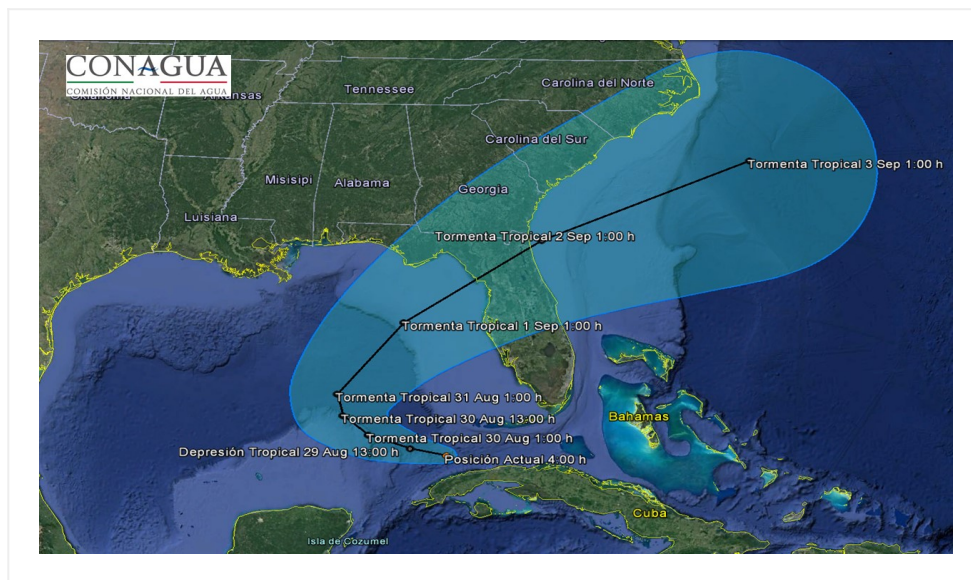 CONAGUA
COMISIÓN NACIONAL DEL AGUA
Oklahoma
Arkansas
Tennessee
Carolina del Norte
Carolina del Sur
Misisipi
Alabama
Georgia
Luisiana
Tormenta Tropical 3 Sep 1:00 h
Tormenta Tropical 2 Sep 1:00 h
Tormenta Tropical 1 Sep 1:00 h
Tormenta Tropical 31 Aug 1:00 h
Tormenta Tropical 30 Aug 13:00 h
Bahamas
Tormenta Tropical 30 Aug 1:00 h
Depresión Tropical 29 Aug 13:00 h
Posición Actual 4:00 h
Cuba
Isla de Cozumel